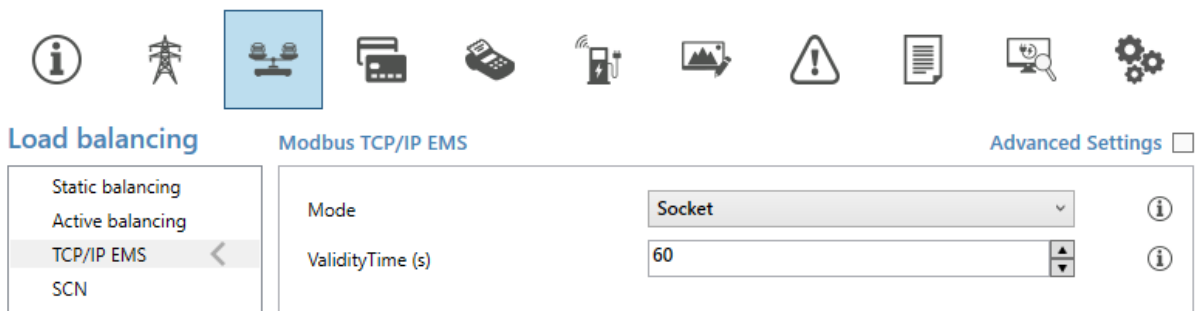 Load balancing
Modbus TCP/IP EMS
Advanced Settings
Static balancing
Active balancing
TCP/IP EMS
SCN
Mode
Socket
ValidityTime (s)
60